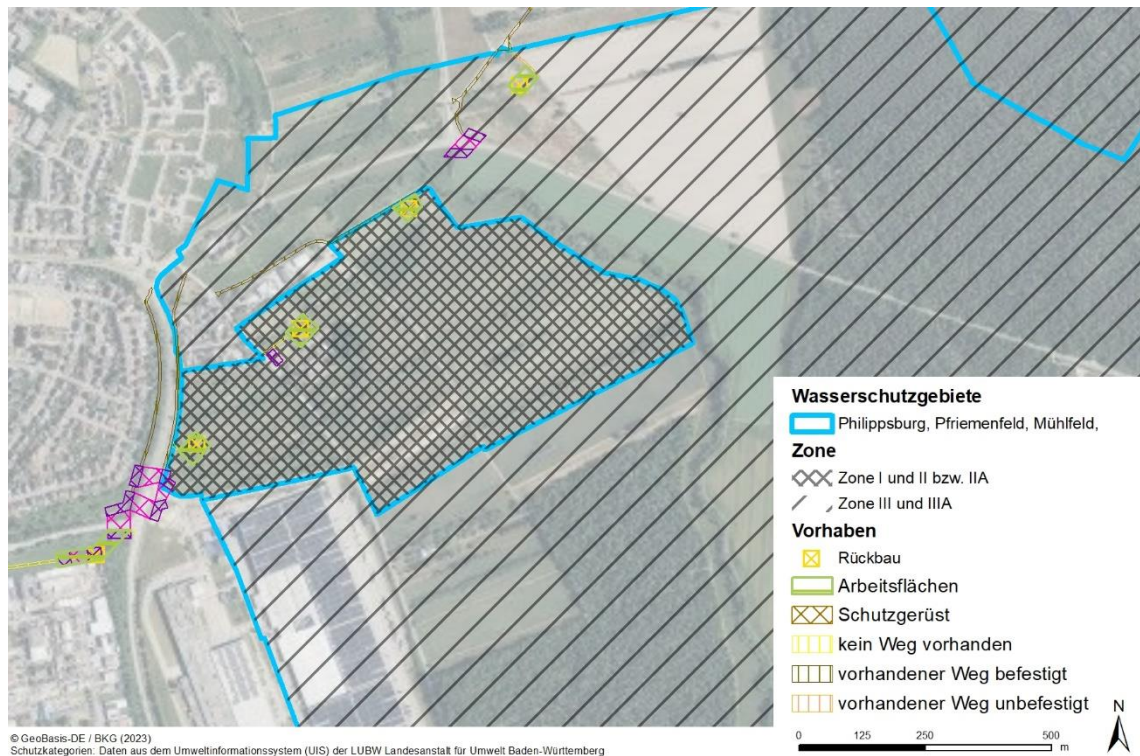 Wasserschutzgebiete
Philippsburg, Pfriemenfeld, Mühlfeld,
Zone
Zone I und II bzw. IIA
Zone III und IIIA
Vorhaben
Rückbau
Arbeitsflächen
Schutzgerüst
kein Weg vorhanden
vorhandener Weg befestigt
vorhandener Weg unbefestigt
N
0 125 250 500
m
© GeoBasis-DE / BKG (2023)
Schutzkategorien: Daten aus dem Umweltinformationssystem (UIS) der LUBW Landesanstalt für Umwelt Baden-Württemberg